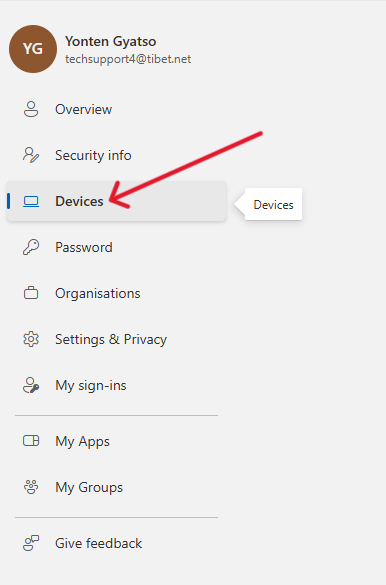 YG
Yonten Gyatso
techsupport4@tibet.net
Overview
Security info
Devices
Devices
Password
Organisations
Settings & Privacy
My sign-ins
My Apps
My Groups
Give feedback